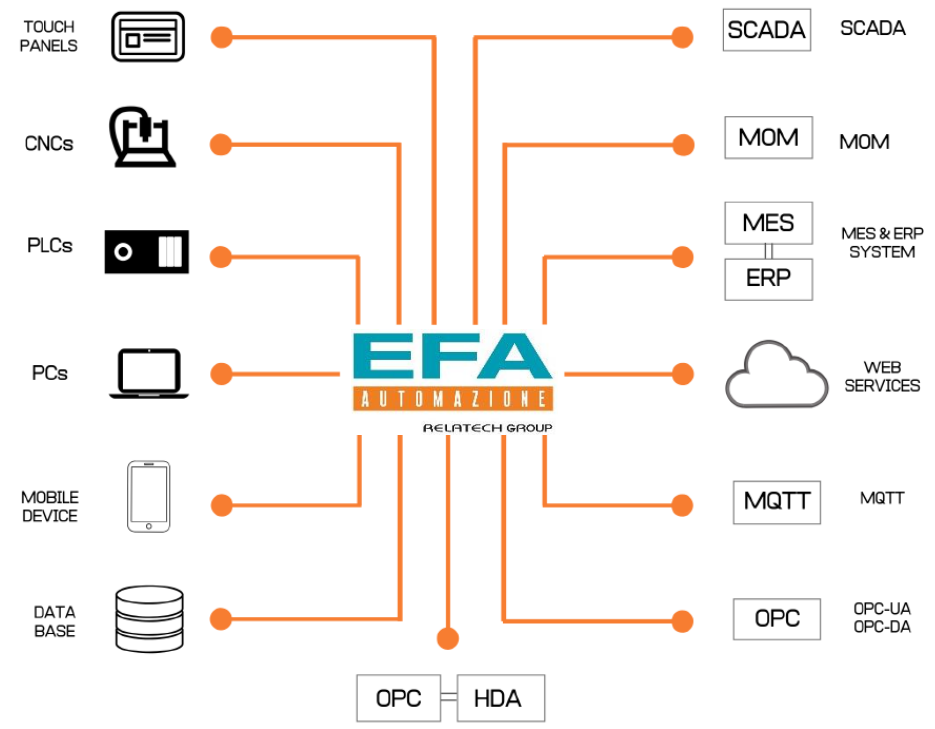 TOUCH
PANELS
SCADA
SCADA
CNCs
MOM
MOM
PLCs
MES
ERP
MES & ERP
SYSTEM
EFA
AUTOMAZIONE
RELATECH GROUP
PCs
WEB
SERVICES
MOBILE
DEVICE
MQTT
MQTT
DATA
BASE
OPC
OPC-UA
OPC-DA
OPC
HDA